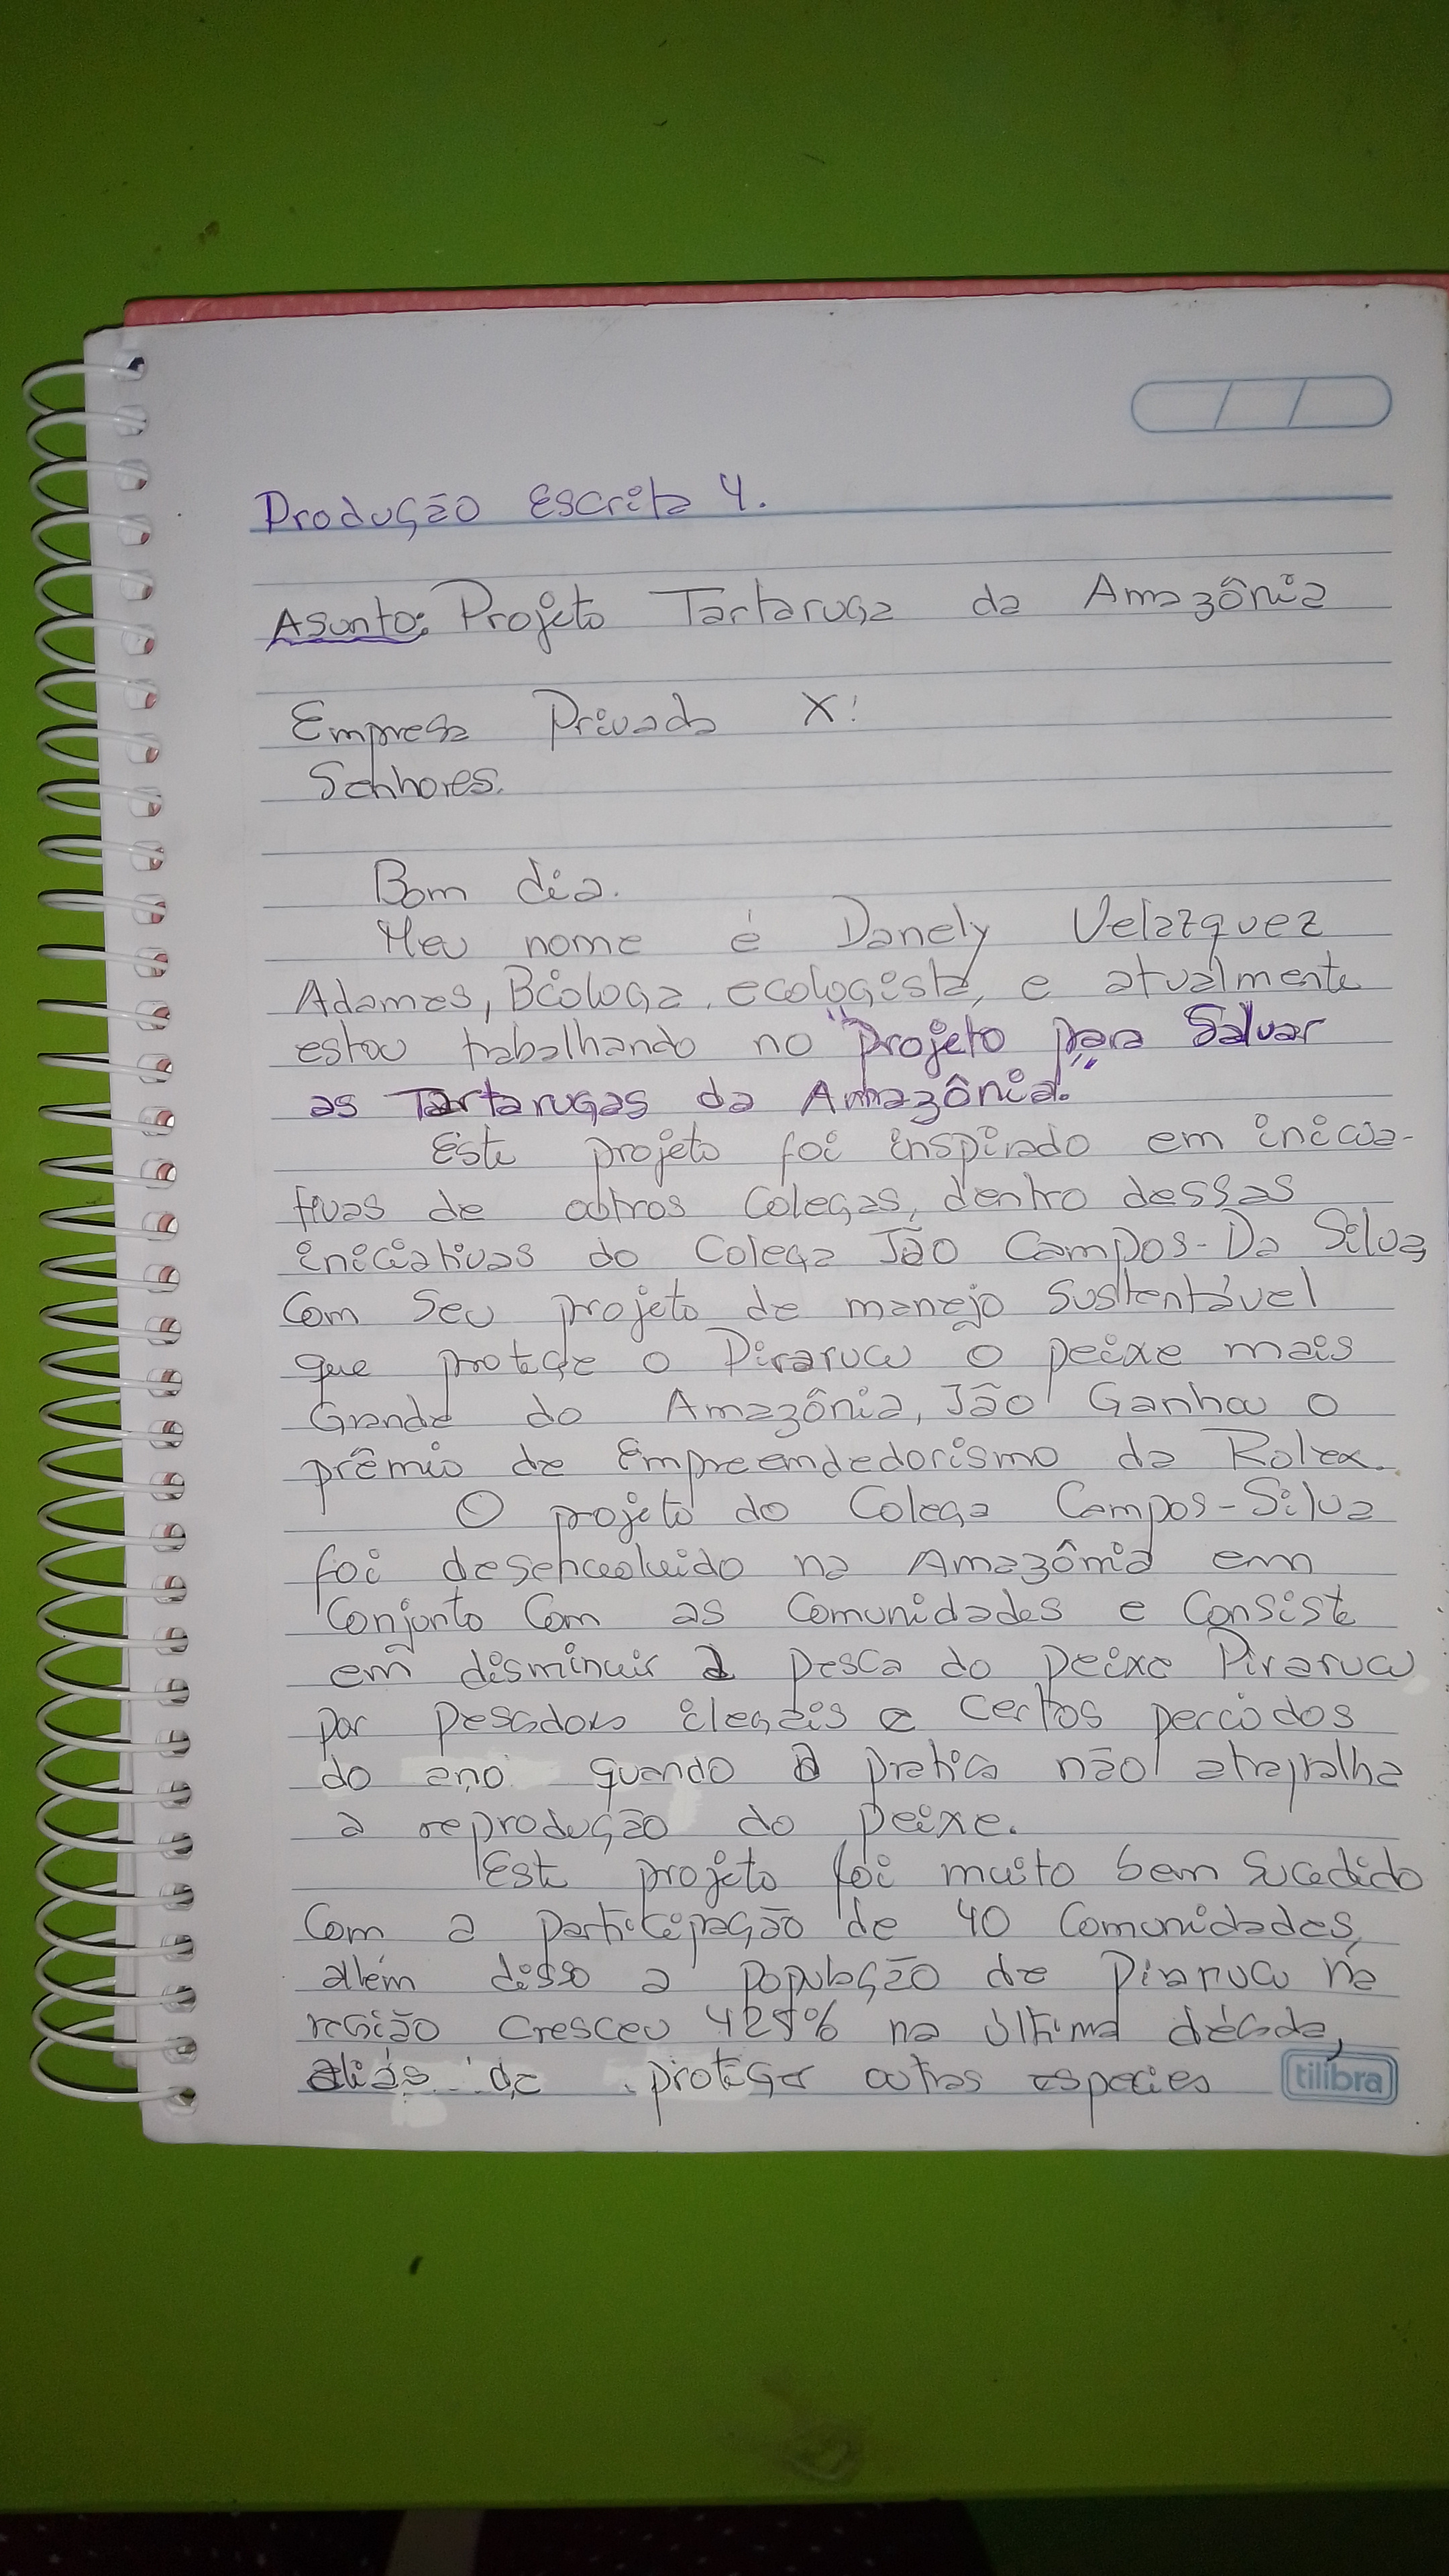 Produção Escrita 4.
Asunto: Projeto Tartaruga da Amazônia
Empresa Privada X:
Senhores.
Bom dia.
Meu nome é Danely Velazquez
Adames, Bióloga, ecologista, e atualmente
estou trabalhando no "projeto para Salvar
as Tartarugas da Amazônia."
Este projeto foi inspirado em inicia-
tivas de outros Colegas, dentro dessas
iniciativas do Colega Jão Campos-Da Silva,
Com Seu projeto de manejo Sustentável
que protege o Pirarucu o peixe mais
Grande do Amazônia, Jão Ganhou o
prêmio de Empreendedorismo da Rolex.
O projeto do Colega Campos-Silva
foi desenvolvido na Amazônia em
Conjunto Com as Comunidades e Consiste
em disminuir a pesca do peixe Pirarucu
por pescadores ilegais e Certos periodos
do ano quando a pratica não atrapalha
a reprodução do peixe.
Este projeto foi muito bem Sucedido
Com a participação de 40 Comunidades,
além disso a população de Pirarucu na
região Cresceu 425% na última década,
aliás de proteger outras especies
tilibra